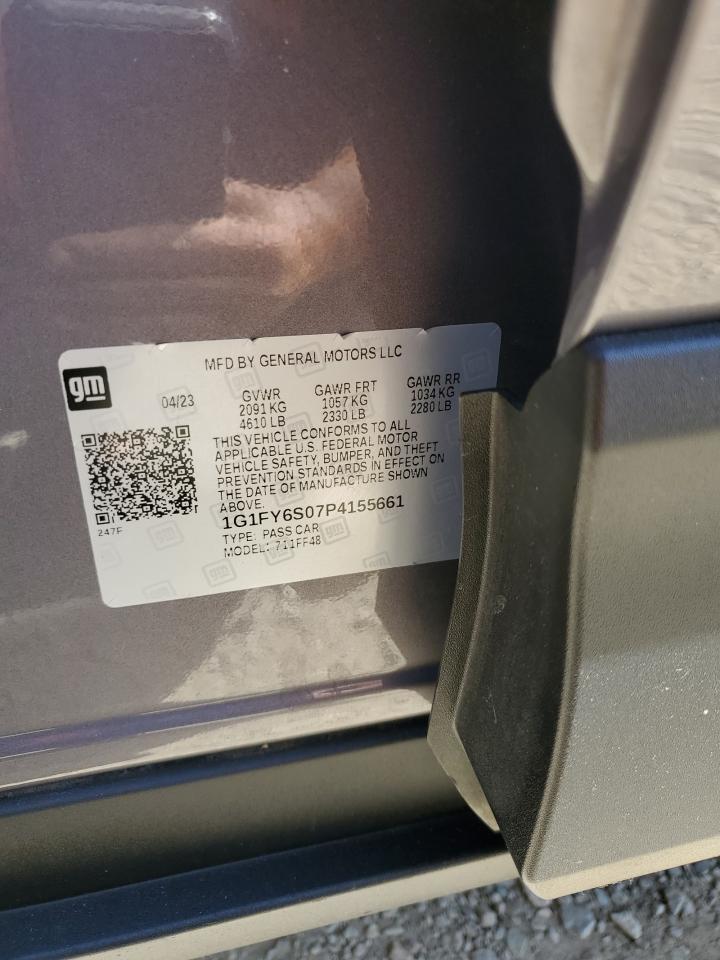 MFD BY GENERAL MOTORS LLC
gm
04/23 GVWR GAWR FRT GAWR RR
2091 KG 1057 KG 1034 KG
4610 LB 2330 LB 2280 LB
THIS VEHICLE CONFORMS TO ALL
APPLICABLE U.S. FEDERAL MOTOR
VEHICLE SAFETY, BUMPER, AND THEFT
PREVENTION STANDARDS IN EFFECT ON
THE DATE OF MANUFACTURE SHOWN
ABOVE.
247F
1G1FY6S07P4155661
TYPE: PASS CAR
MODEL: 711FF48